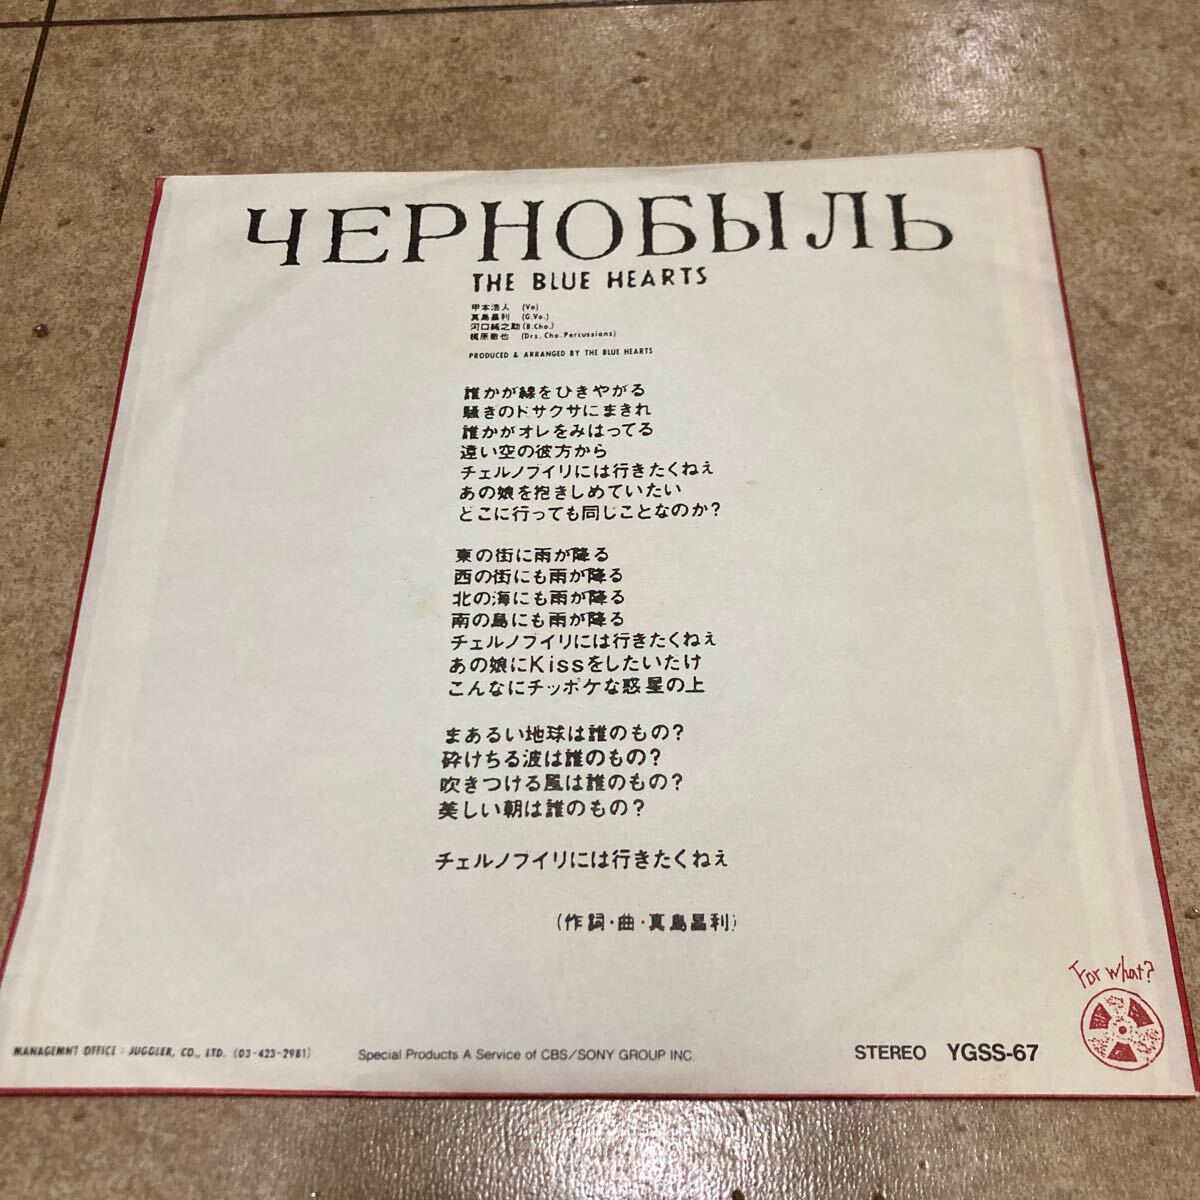 ЧЕРНОБЫЛЬ
THE BLUE HEARTS
甲本浩人 (Vo)
真島昌利 (G.Vo.)
河口純之助 (B.Cho.)
梶原徹也 (Drs. Cho. Percussions)
PRODUCED & ARRANGED BY THE BLUE HEARTS
誰かが線をひきやがる
騒きのドサクサにまきれ
誰かがオレをみはってる
遠い空の彼方から
チェルノブイリには行きたくねぇ
あの娘を抱きしめていたい
どこに行っても同じことなのか?
東の街に雨が降る
西の街にも雨が降る
北の海にも雨が降る
南の島にも雨が降る
チェルノブイリには行きたくねぇ
あの娘にKissをしたいたけ
こんなにチッポケな惑星の上
まあるい地球は誰のもの?
砕けちる波は誰のもの?
吹きつける風は誰のもの?
美しい朝は誰のもの?
チェルノブイリには行きたくねぇ
(作詞・曲・真島昌利)
For what?
MANAGEMNT OFFICE : JUGGLER, CO., LTD. (03-423-2981)
Special Products A Service of CBS/SONY GROUP INC.
STEREO YGSS-67